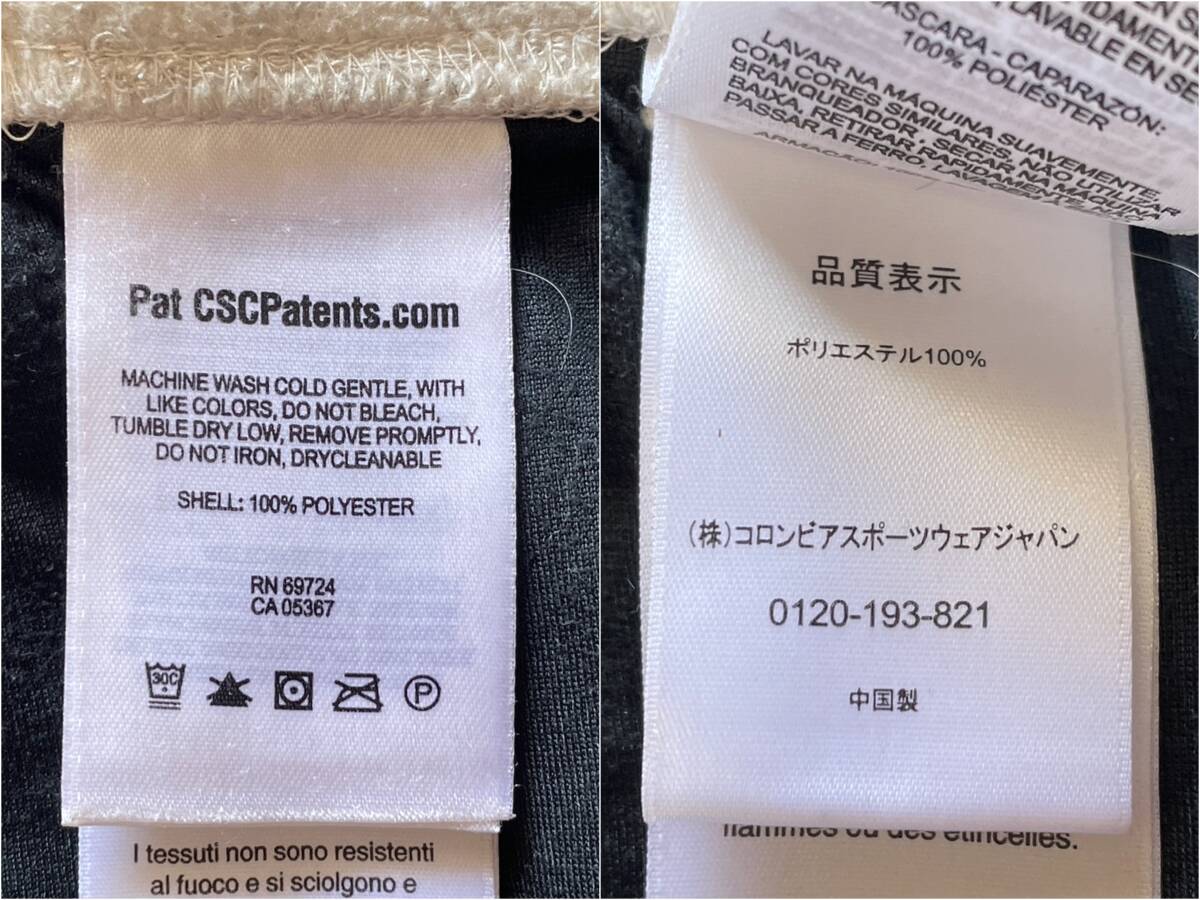 Pat CSCPatents.com
MACHINE WASH COLD GENTLE, WITH
LIKE COLORS, DO NOT BLEACH,
TUMBLE DRY LOW, REMOVE PROMPTLY,
DO NOT IRON, DRYCLEANABLE
SHELL: 100% POLYESTER
RN 69724
CA 05367
30C
P
I tessuti non sono resistenti
al fuoco e si sciolgono e
LAVABLE EN
CASCARA - CAPARAZÓN:
100% POLIÉSTER
LAVAR NA MÁQUINA SUAVEMENTE,
COM CORES SIMILARES, NÃO UTILIZAR
BRANQUEADOR, SECAR NA MÁQUINA
BAIXA, RETIRAR RAPIDAMENTE, NÃO
PASSAR A FERRO, LAVAGEM
品質表示
ポリエステル100%
(株)コロンビアスポーツウェアジャパン
0120-193-821
中国製
flammes ou des étincelles.